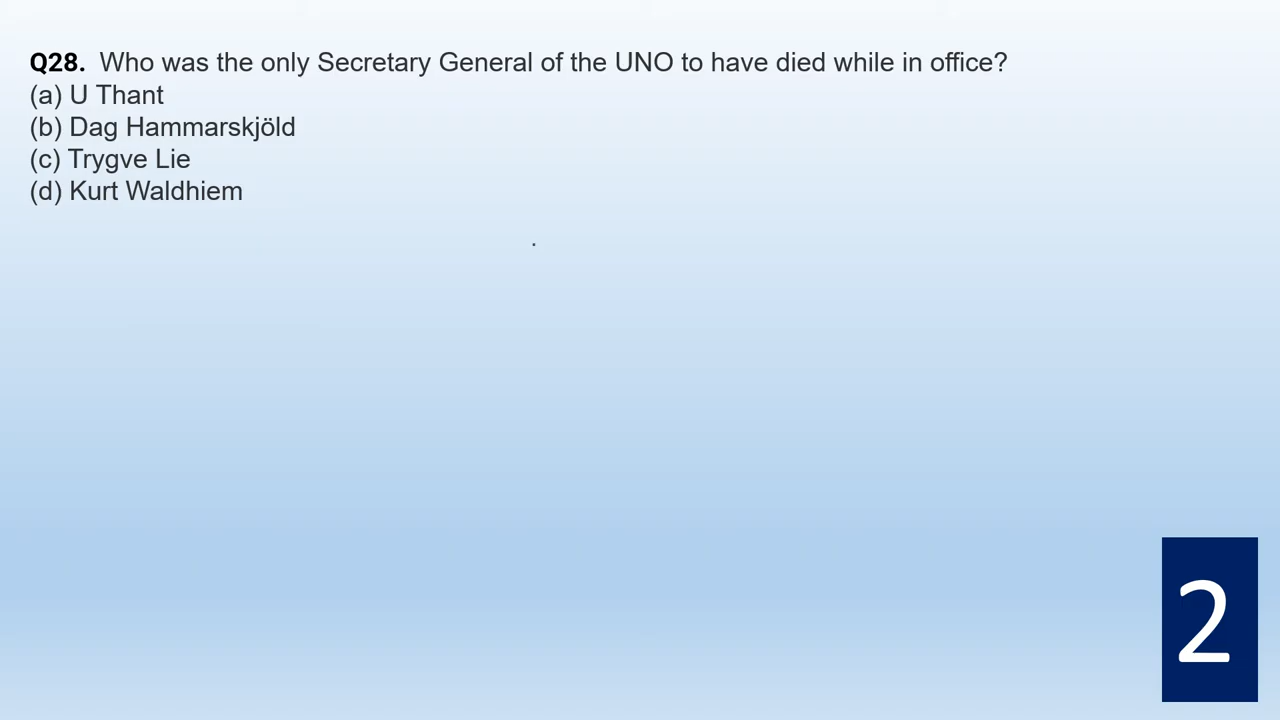 Q28. Who was the only Secretary General of the UNO to have died while in office?
(a) U Thant
(b) Dag Hammarskjöld
(c) Trygve Lie
(d) Kurt Waldhiem
.
2